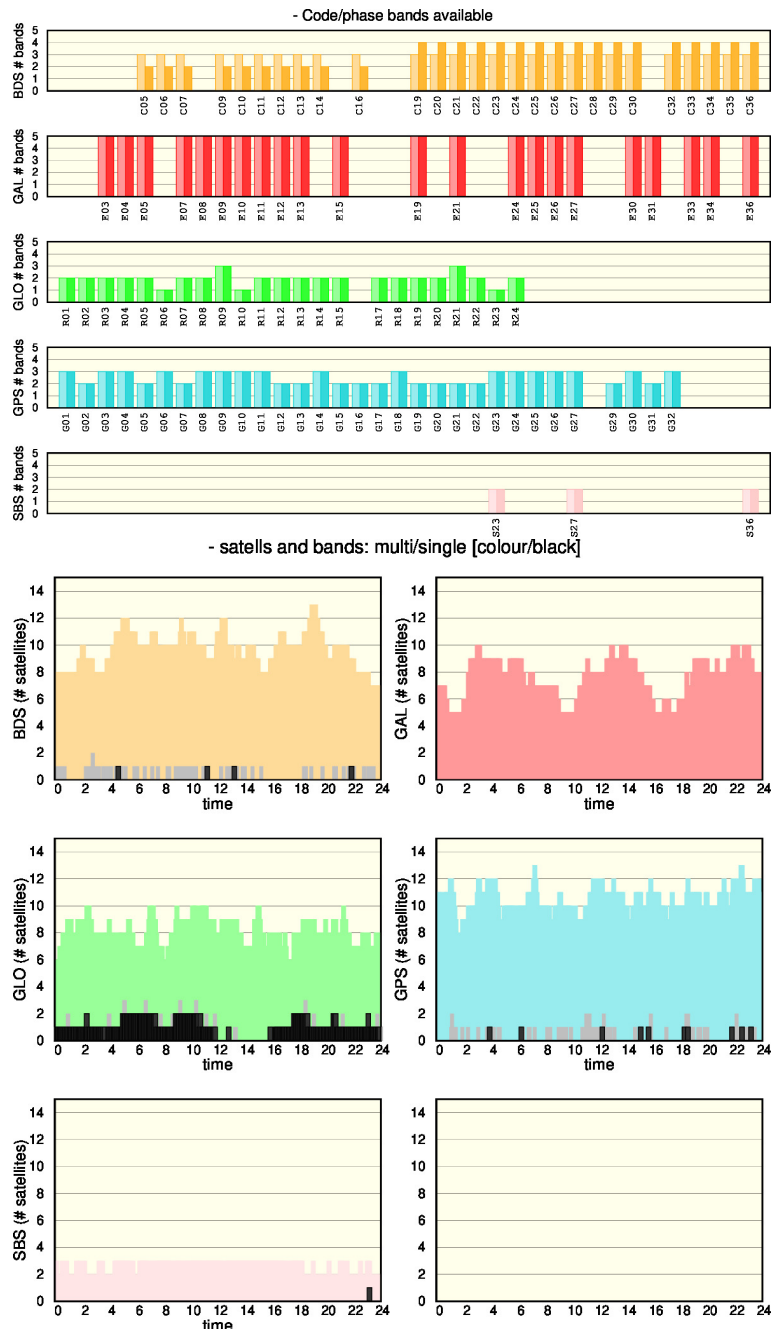 - Code/phase bands available
BDS # bands
5
4
3
2
1
0
C05 C06 C07 C09 C10 C11 C12 C13 C14 C16 C19 C20 C21 C22 C23 C24 C25 C26 C27 C28 C29 C30 C32 C33 C34 C35 C36
GAL # bands
5
4
3
2
1
0
E03 E04 E05 E07 E08 E09 E10 E11 E12 E13 E15 E19 E21 E24 E25 E26 E27 E30 E31 E33 E34 E36
GLO # bands
5
4
3
2
1
0
R01 R02 R03 R04 R05 R06 R07 R08 R09 R10 R11 R12 R13 R14 R15 R17 R18 R19 R20 R21 R22 R23 R24
GPS # bands
5
4
3
2
1
0
G01 G02 G03 G04 G05 G06 G07 G08 G09 G10 G11 G12 G13 G14 G15 G16 G17 G18 G19 G20 G21 G22 G23 G24 G25 G26 G27 G29 G30 G31 G32
SBS # bands
5
4
3
2
1
0
S23 S27 S36
- satells and bands: multi/single [colour/black]
BDS (# satellites)
14
12
10
8
6
4
2
0
0 2 4 6 8 10 12 14 16 18 20 22 24
time
GAL (# satellites)
14
12
10
8
6
4
2
0
0 2 4 6 8 10 12 14 16 18 20 22 24
time
GLO (# satellites)
14
12
10
8
6
4
2
0
0 2 4 6 8 10 12 14 16 18 20 22 24
time
GPS (# satellites)
14
12
10
8
6
4
2
0
0 2 4 6 8 10 12 14 16 18 20 22 24
time
SBS (# satellites)
14
12
10
8
6
4
2
0
0 2 4 6 8 10 12 14 16 18 20 22 24
time
14
12
10
8
6
4
2
0
0 2 4 6 8 10 12 14 16 18 20 22 24